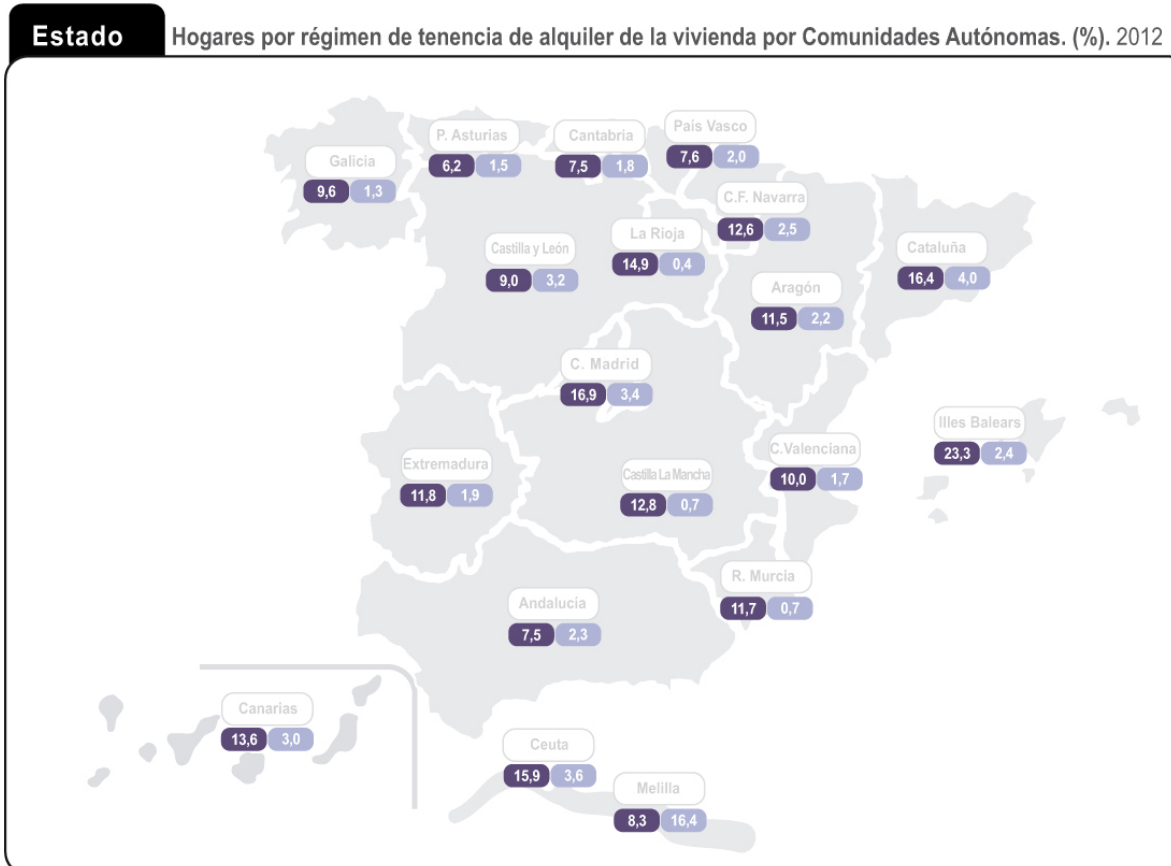 Estado
Hogares por régimen de tenencia de alquiler de la vivienda por Comunidades Autónomas. (%). 2012
Galicia
9,6 1,3
P. Asturias
6,2 1,5
Cantabria
7,5 1,8
País Vasco
7,6 2,0
C.F. Navarra
12,6 2,5
La Rioja
14,9 0,4
Castilla y León
9,0 3,2
Cataluña
16,4 4,0
Aragón
11,5 2,2
C. Madrid
16,9 3,4
Illes Balears
23,3 2,4
C.Valenciana
10,0 1,7
Extremadura
11,8 1,9
Castilla La Mancha
12,8 0,7
R. Murcia
11,7 0,7
Andalucía
7,5 2,3
Canarias
13,6 3,0
Ceuta
15,9 3,6
Melilla
8,3 16,4